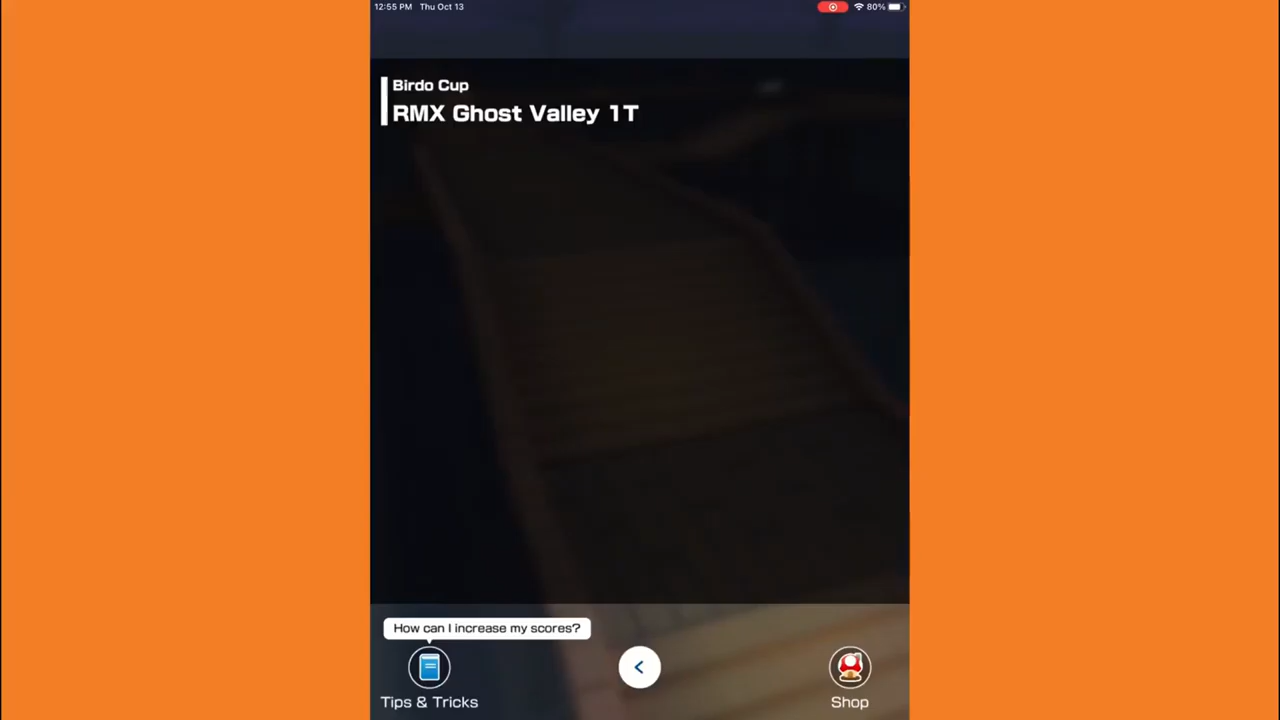 12:55 PM Thu Oct 13
80%
Birdo Cup
RMX Ghost Valley 1T
How can I increase my scores?
Tips & Tricks
Shop